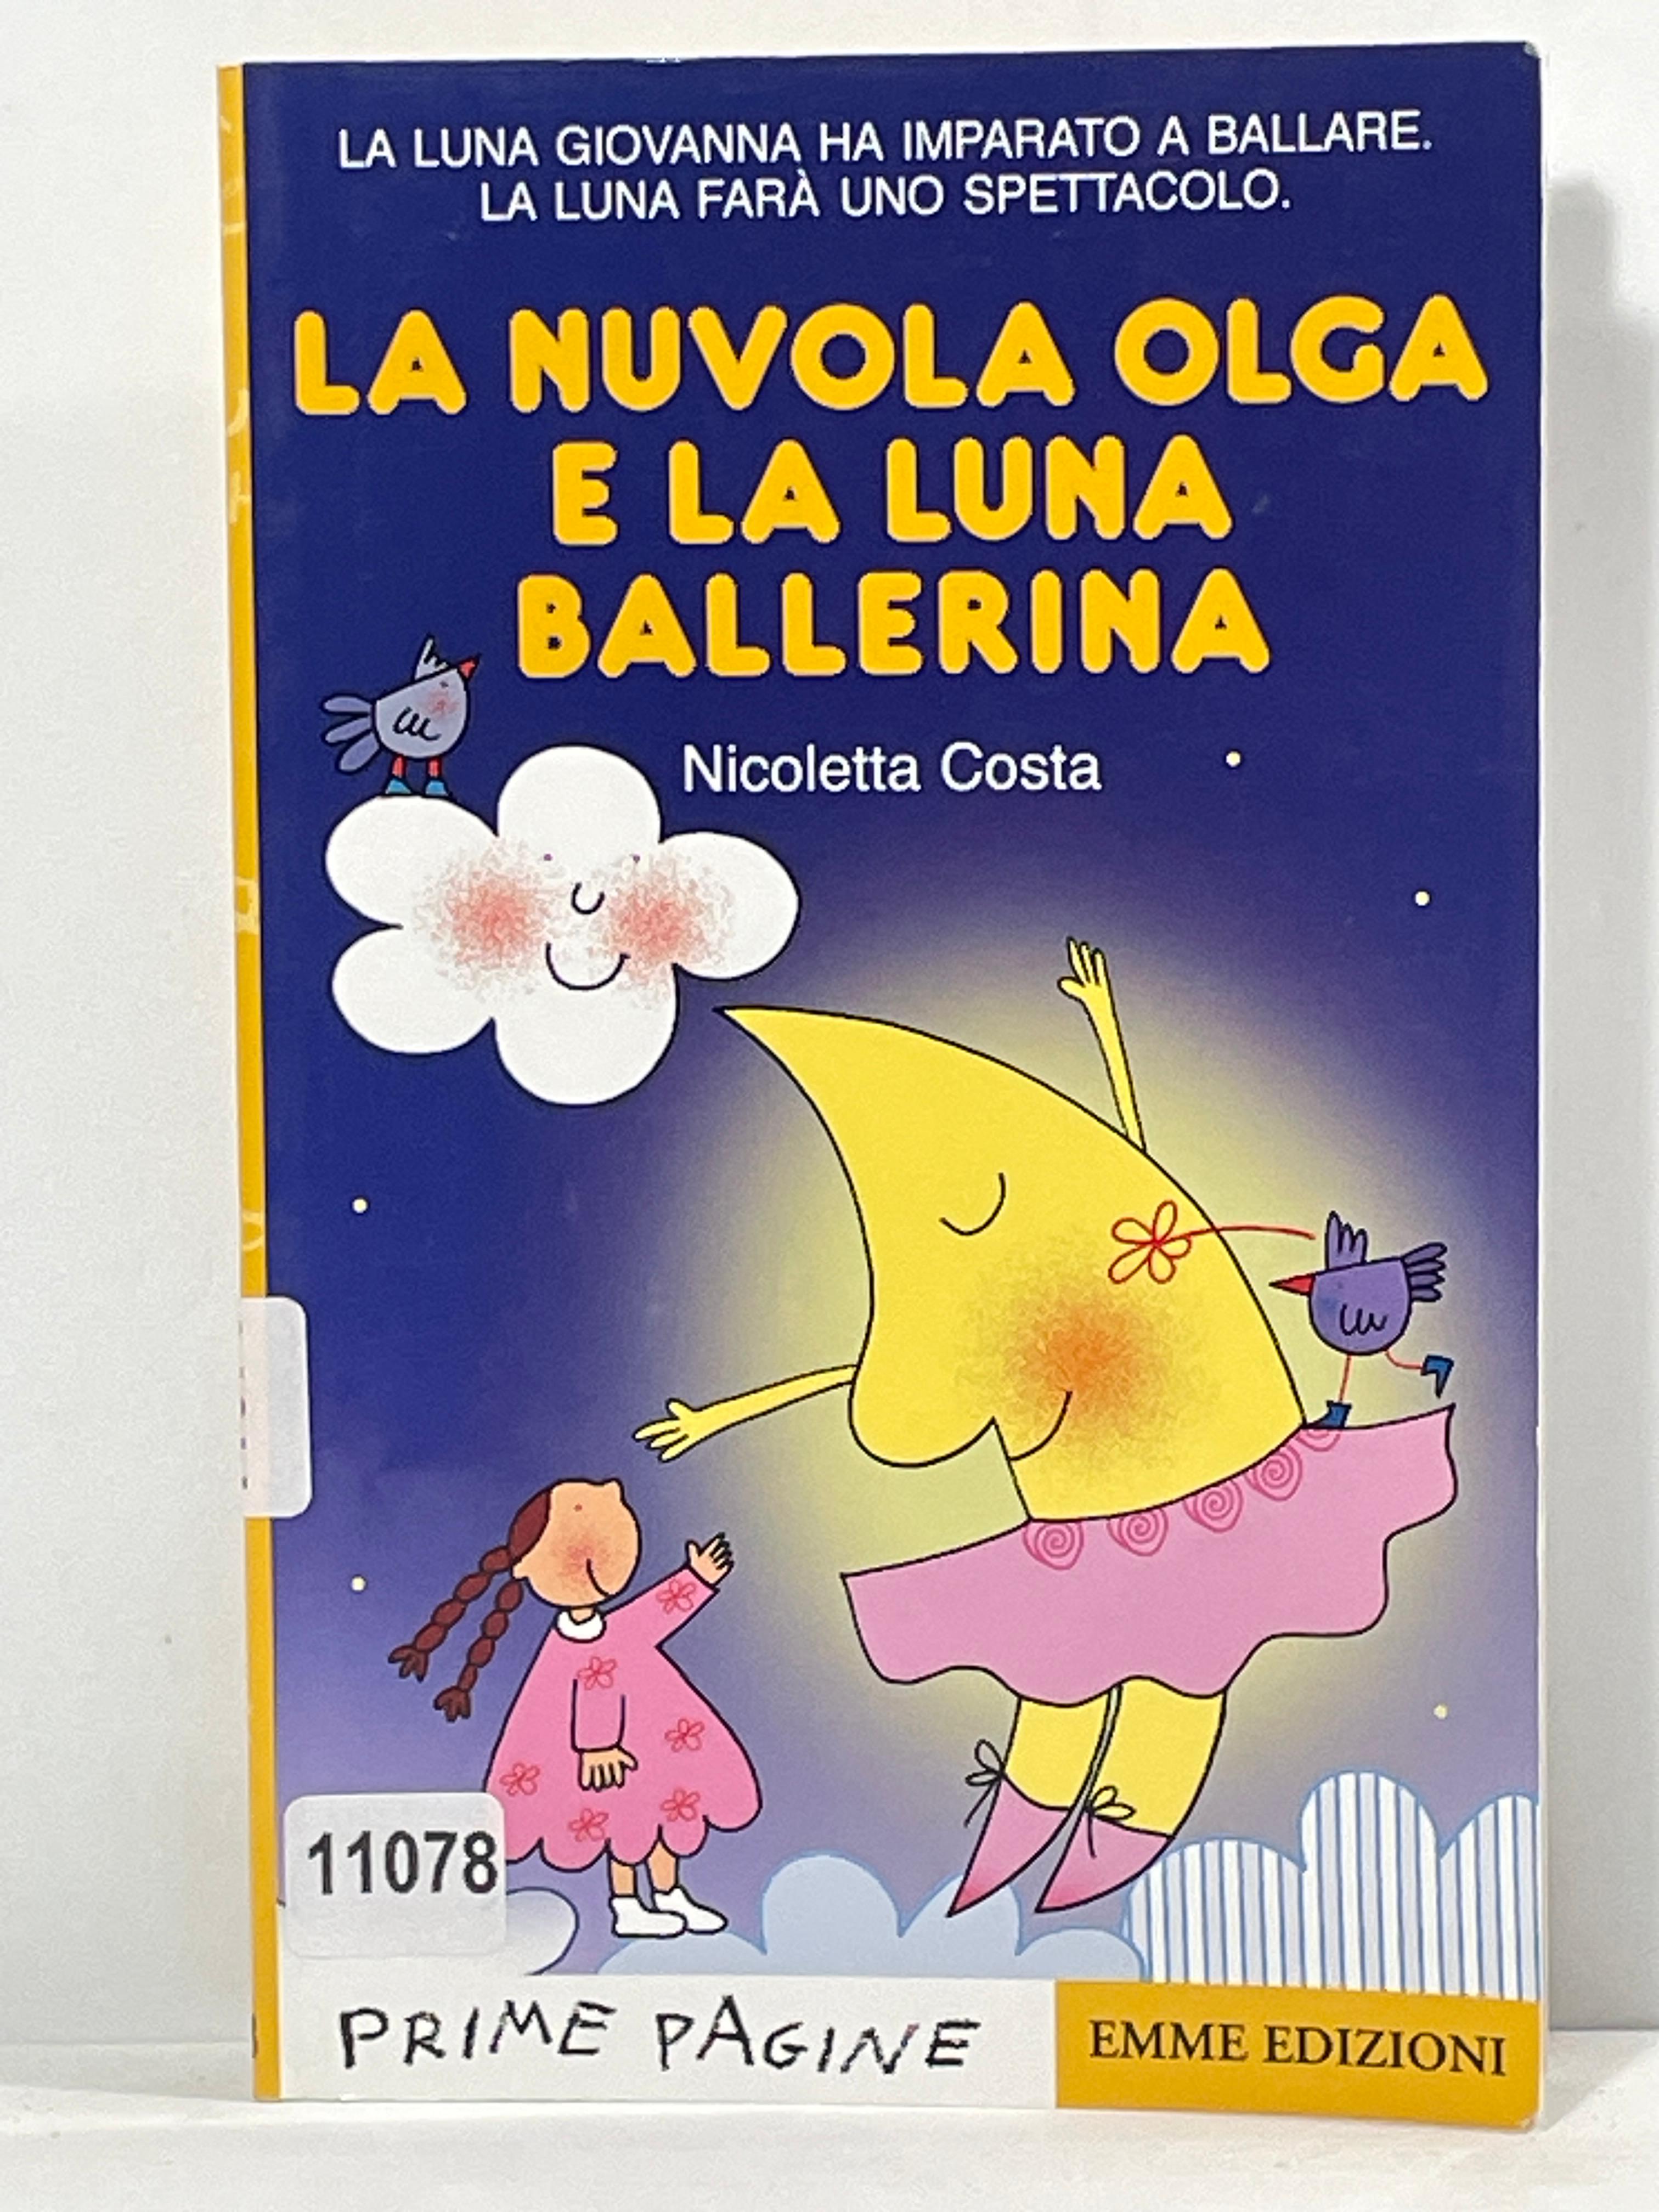 LA LUNA GIOVANNA HA IMPARATO A BALLARE.
LA LUNA FARÀ UNO SPETTACOLO.
LA NUVOLA OLGA
E LA LUNA
BALLERINA
Nicoletta Costa
11078
PRIME PAGINE
EMME EDIZIONI